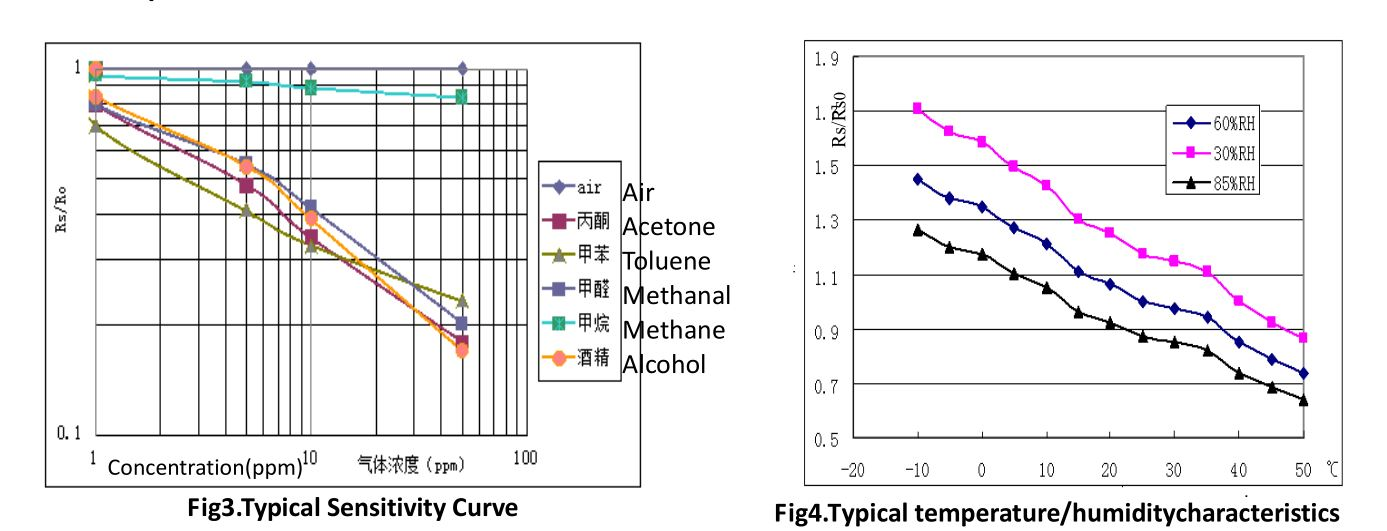 1
Rs/Ro
0.1
1
10
100
Concentration(ppm)
气体浓度（ppm）
air
丙酮
甲苯
甲醛
甲烷
酒精
Air
Acetone
Toluene
Methanal
Methane
Alcohol
Fig3.Typical Sensitivity Curve
1.9
1.5
1.3
1.1
0.9
0.7
0.5
Rs/Rs0
60%RH
30%RH
85%RH
-20
-10
0
10
20
30
40
50
℃
Fig4.Typical temperature/humiditycharacteristics